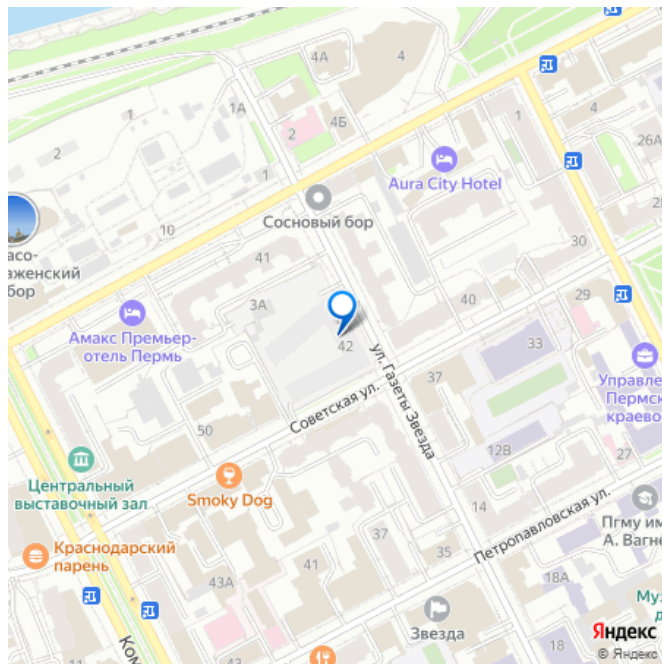 4А
4
1А
4Б
2
2
1
4
26А
Aura City Hotel
1
Сосновый бор
10
30
41
3А
40
29
Амакс Премьер-
отель Пермь
42
33
ул. Газеты Звезда
37
Пермск
краево
Советская ул.
50
12В
27
Центральный
выставочный зал
Smoky Dog
14
Петропавловская ул.
37
Пгму им
А. Вагне
Краснодарский
парень
35
41
43А
18А
Звезда
18
Яндекс
© Яндекс